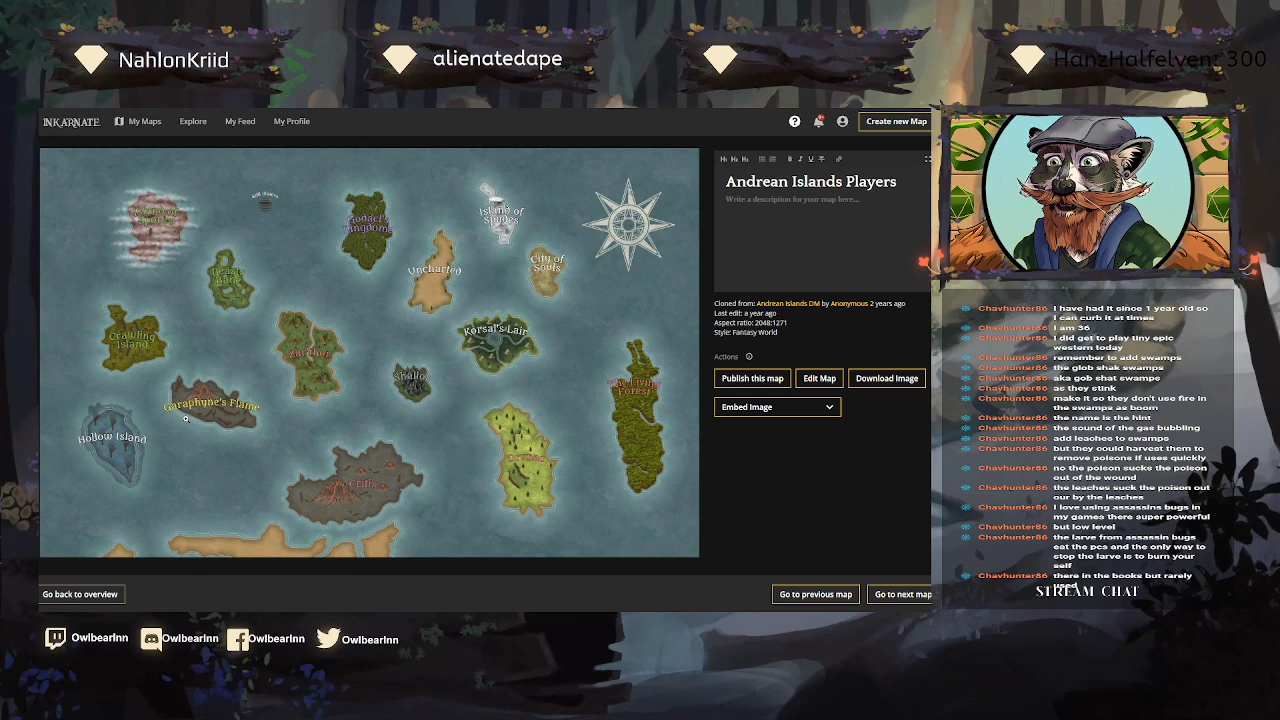 NahlonKriid
alienatedape
HanzHalfelven: 300
INKARNATE
My Maps
Explore
My Feed
My Profile
Create new Map
Godaci's
Kingdom
Island of
Spines
City of
Souls
Uncharted
Crawling
Island
Korsal's Lair
The Living
Forest
Garaphyne's Flame
Hollow Island
H1 H2 H3
B I U T
Andrean Islands Players
Write a description for your map here...
Cloned from: Andrean Islands DM by Anonymous 2 years ago
Last edit: a year ago
Aspect ratio: 2048:1271
Style: Fantasy World
Actions
Publish this map
Edit Map
Download Image
Embed Image
Go back to overview
Go to previous map
Go to next map
Chavhunter86 I have had it since 1 year old so
I can curb it at times
Chavhunter86 I am 36
Chavhunter86 I did get to play tiny epic
western today
Chavhunter86 remember to add swamps
Chavhunter86 the glob shak swamps
Chavhunter86 aka gob shat swamps
Chavhunter86 as they stink
Chavhunter86 make it so they don't use fire in
the swamps as boom
Chavhunter86 the name is the hint
Chavhunter86 the sound of the gas bubbling
Chavhunter86 add leaches to swamps
Chavhunter86 but they could harvest them to
remove poisons if uses quickly
Chavhunter86 no the poison sucks the poison
out of the wound
Chavhunter86 the leaches suck the poison out
our by the leaches
Chavhunter86 I love using assassins bugs in
my games there super powerful
Chavhunter86 but low level
Chavhunter86 the larve from assassin bugs
eat the pcs and the only way to
stop the larve is to burn your
self
Chavhunter86 there in the books but rarely
used
STREAM CHAT
OwlbearInn
OwlbearInn
OwlbearInn
OwlbearInn